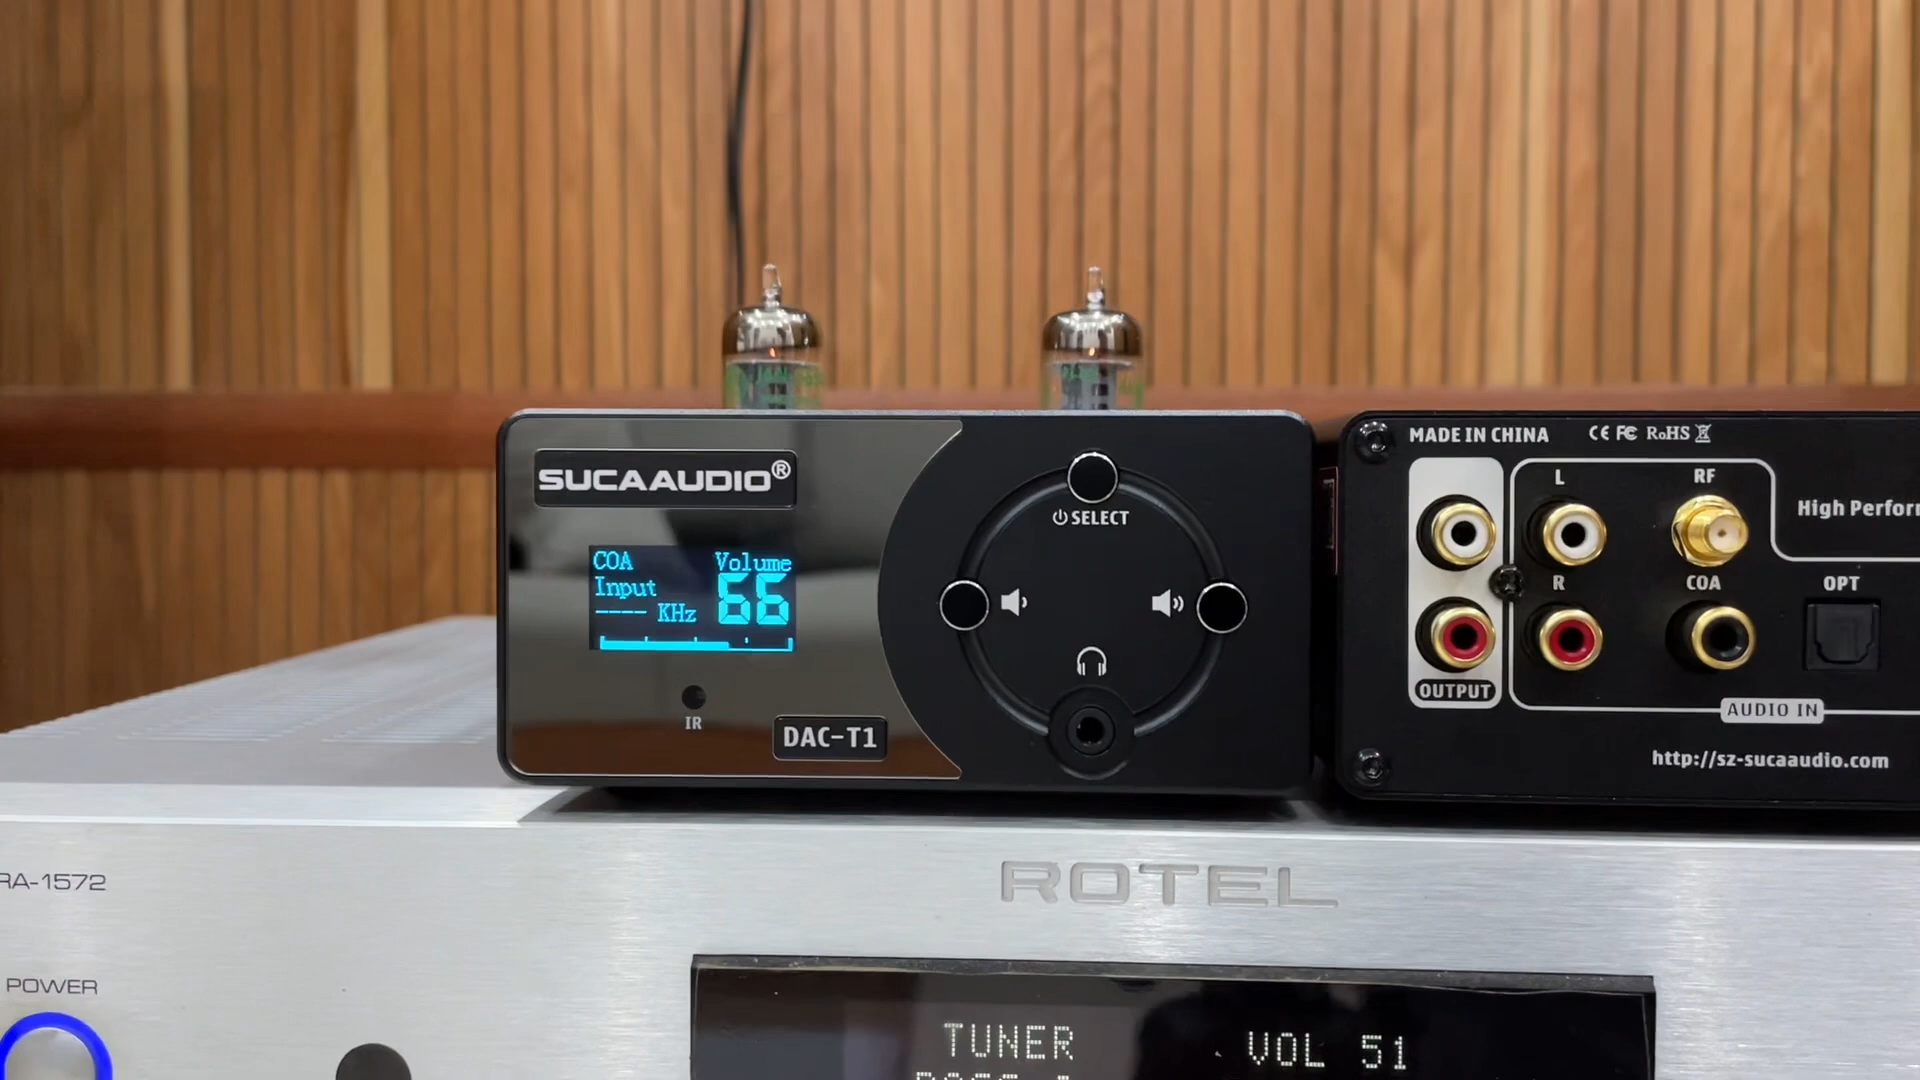 SUCAAUDIO®
COA
Volume
Input
66
---- KHz
IR
DAC-T1
SELECT
MADE IN CHINA
CE FC RoHS
L
RF
High Perfor
R
COA
OPT
OUTPUT
AUDIO IN
http://sz-sucaaudio.com
RA-1572
ROTEL
POWER
TUNER
VOL 51